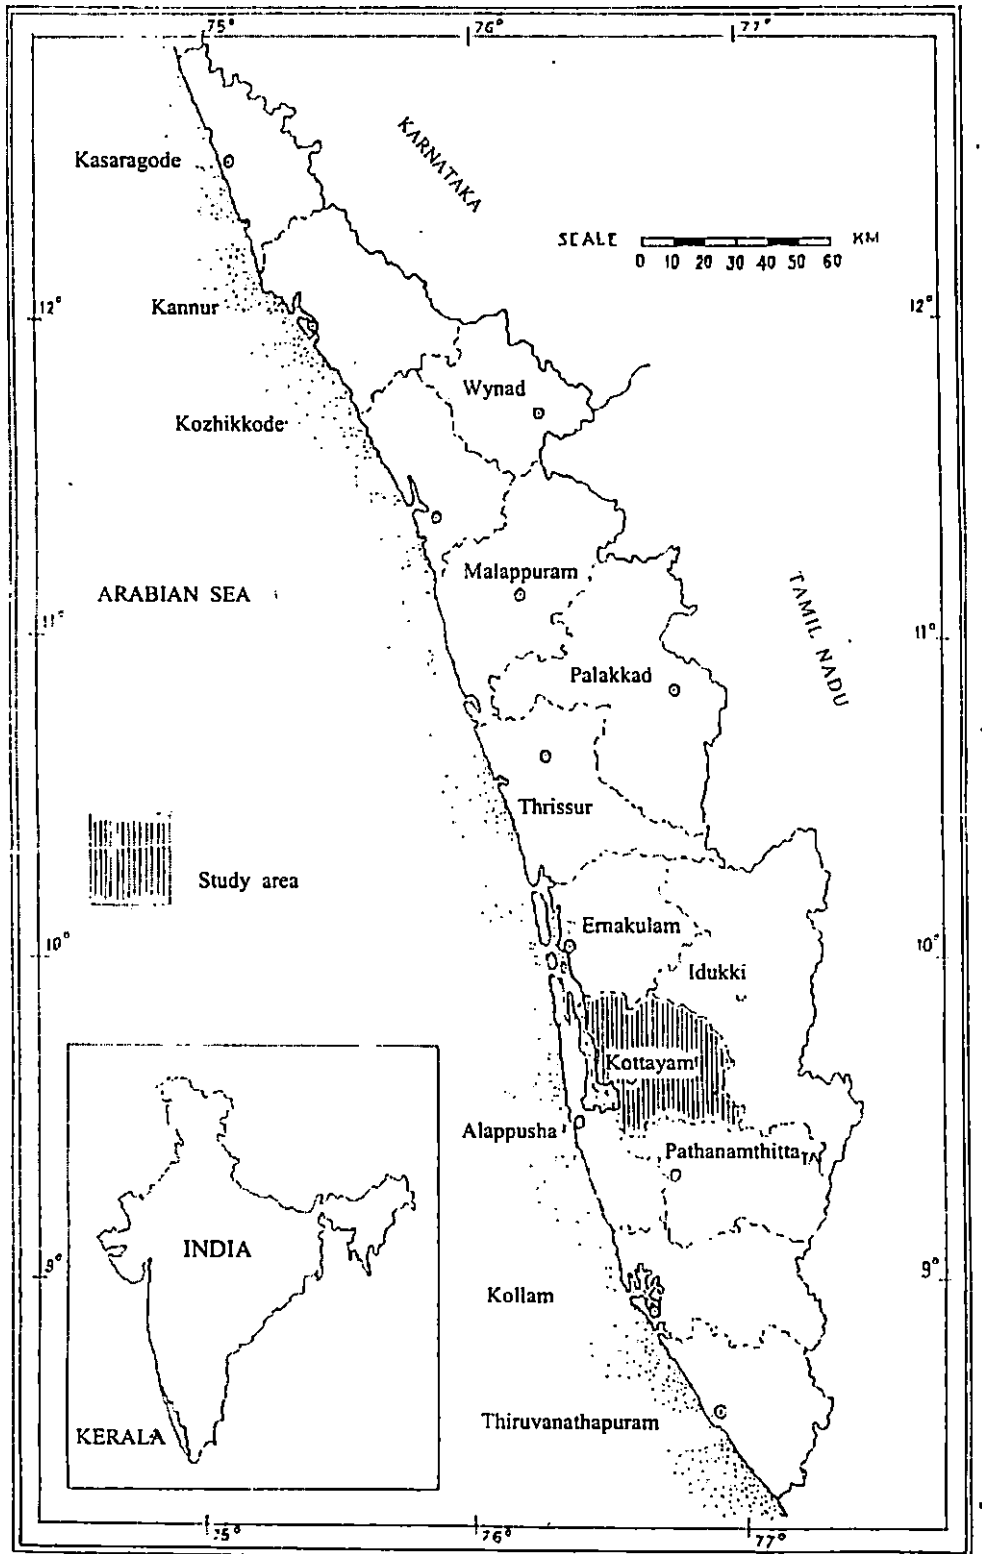 75° 76° 77°
KARNATAKA
Kasaragode
SCALE KM
0 10 20 30 40 50 60
Kannur
12° 12°
Wynad
Kozhikkode
Malappuram
ARABIAN SEA
TAMIL NADU
11° 11°
Palakkad
Thrissur
Study area
Ernakulam
10° 10°
Idukki
Kottayam
Alappusha
Pathanamthitta
INDIA
9° 9°
Kollam
Thiruvanathapuram
KERALA
75° 76° 77°